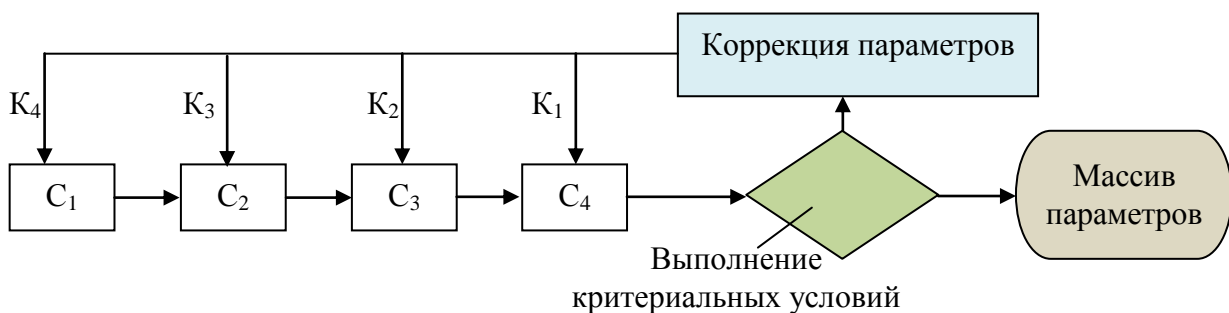 Коррекция параметров
К₄
К₃
К₂
К₁
С₁
С₂
С₃
С₄
Массив
параметров
Выполнение
критериальных условий